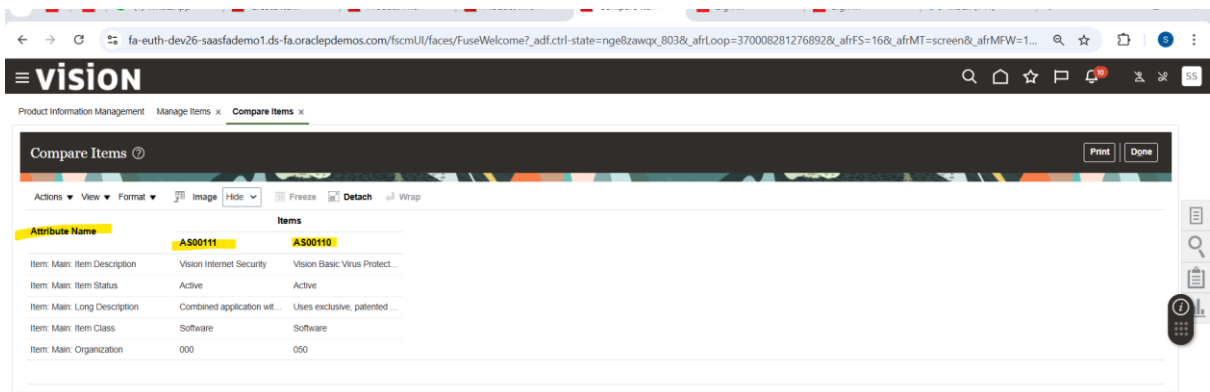 fa-euth-dev26-saasfademo1.ds-fa.oraclepdemos.com/fscmUI/faces/FuseWelcome?_adf.ctrl-state=nge8zawqx_803&_afrLoop=37000828127689​2&_afrFS=16&_afrMT=screen&_afrMFW=1... S
VISION 10 SS
Product Information Management Manage Items × Compare Items ×
Compare Items Print Done
Actions View Format Image Hide Freeze Detach Wrap
Items
Attribute Name
AS00111 AS00110
Item: Main: Item Description Vision Internet Security Vision Basic Virus Protect...
Item: Main: Item Status Active Active
Item: Main: Long Description Combined application wit... Uses exclusive, patented ...
Item: Main: Item Class Software Software
Item: Main: Organization 000 050